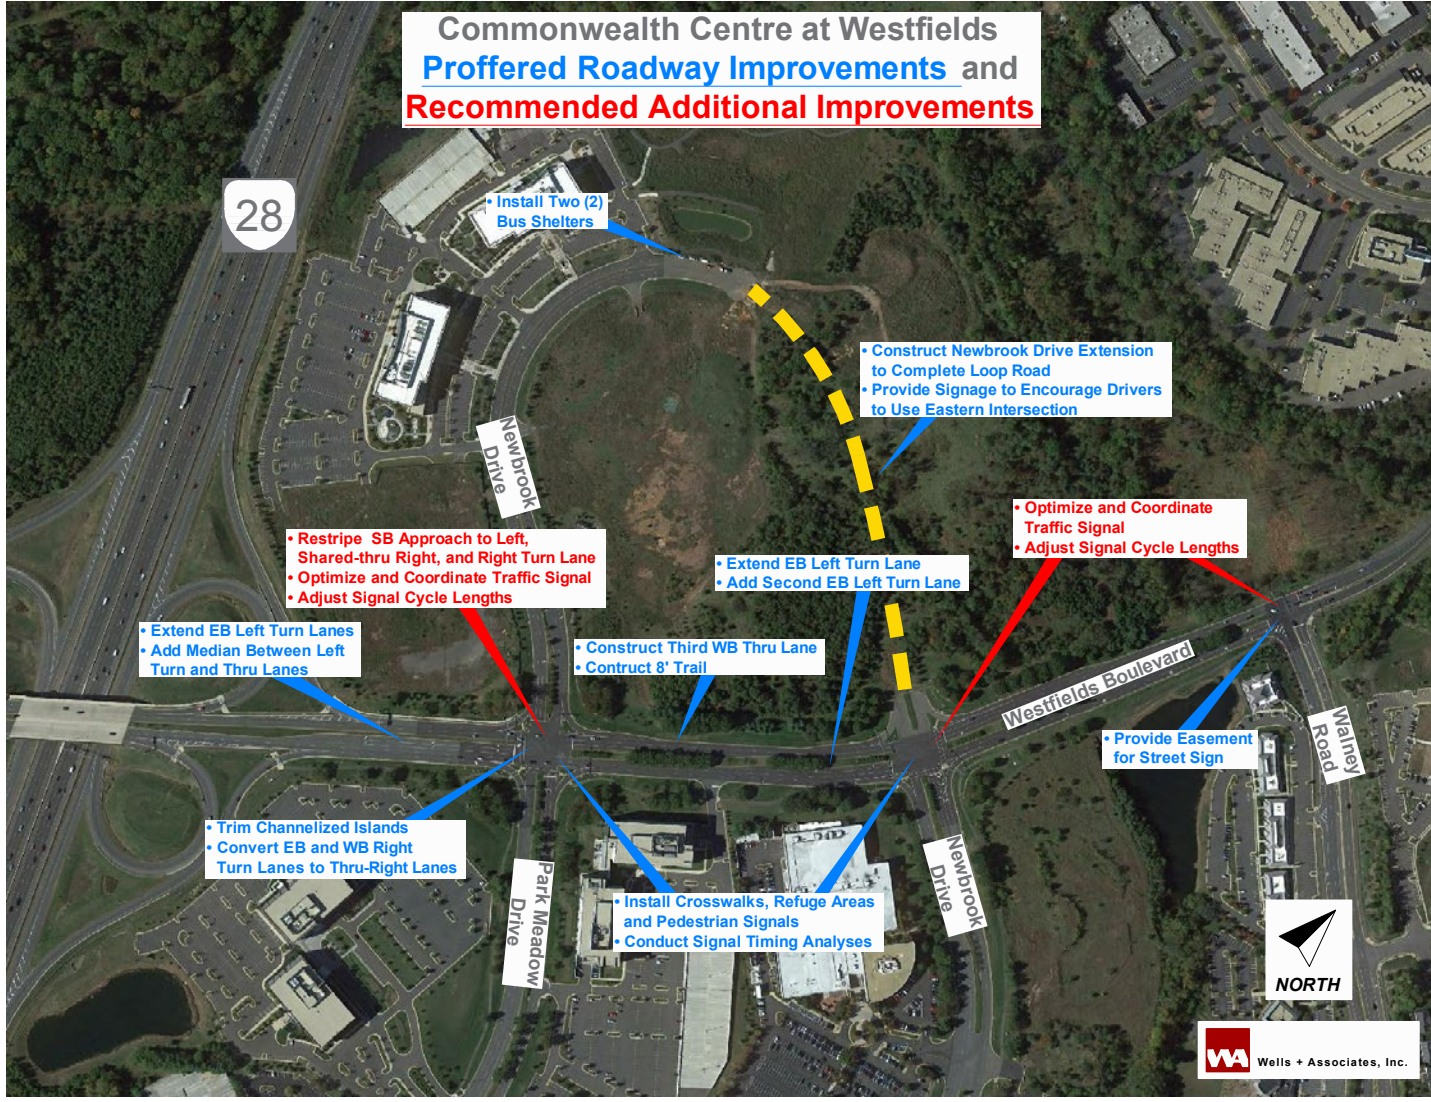 Commonwealth Centre at Westfields
Proffered Roadway Improvements and
Recommended Additional Improvements
28
• Install Two (2)
Bus Shelters
• Construct Newbrook Drive Extension
to Complete Loop Road
• Provide Signage to Encourage Drivers
to Use Eastern Intersection
Newbrook
Drive
• Optimize and Coordinate
Traffic Signal
• Adjust Signal Cycle Lengths
• Restripe SB Approach to Left,
Shared-thru Right, and Right Turn Lane
• Optimize and Coordinate Traffic Signal
• Adjust Signal Cycle Lengths
• Extend EB Left Turn Lane
• Add Second EB Left Turn Lane
• Extend EB Left Turn Lanes
• Add Median Between Left
Turn and Thru Lanes
• Construct Third WB Thru Lane
• Contruct 8' Trail
Westfields Boulevard
• Provide Easement
for Street Sign
Walney
Road
• Trim Channelized Islands
• Convert EB and WB Right
Turn Lanes to Thru-Right Lanes
Park Meadow
Drive
• Install Crosswalks, Refuge Areas
and Pedestrian Signals
• Conduct Signal Timing Analyses
Newbrook
Drive
NORTH
WA
Wells + Associates, Inc.